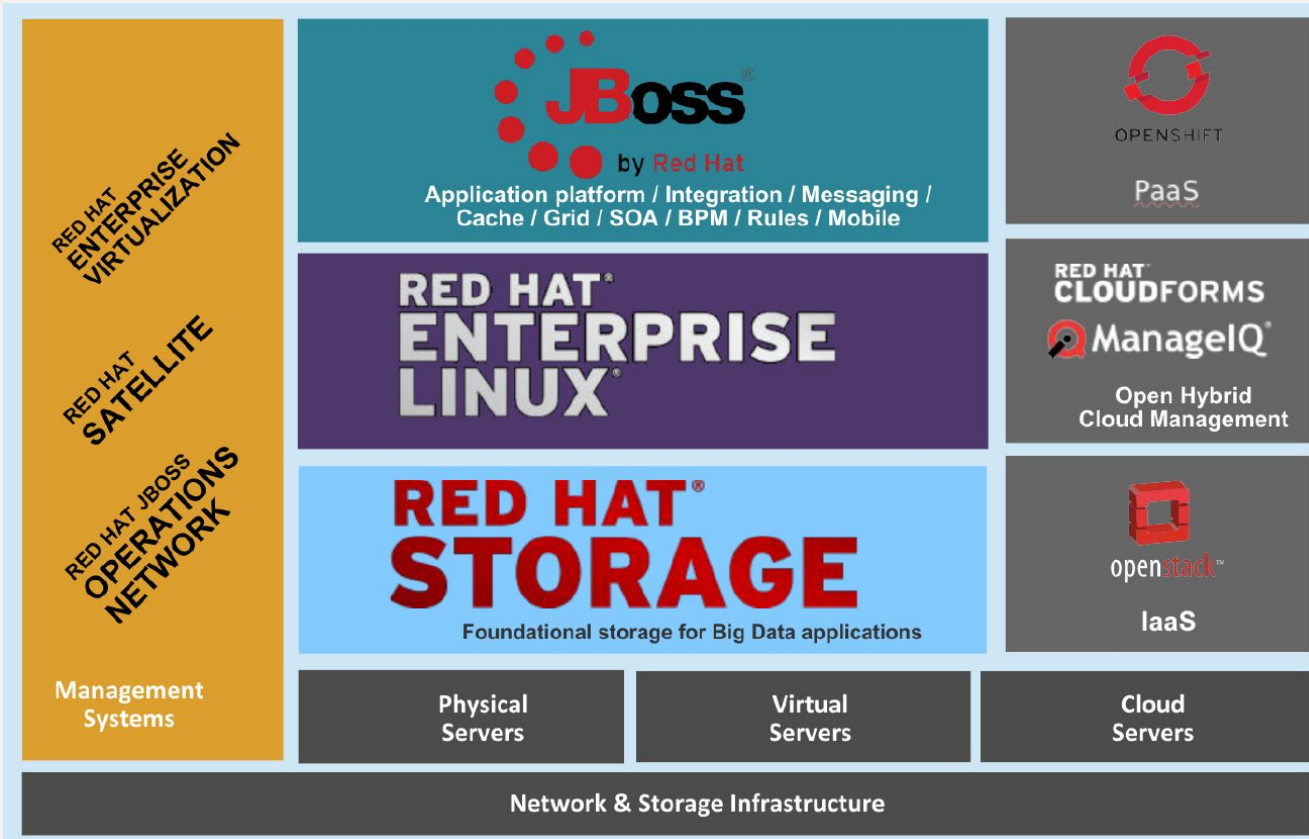 RED HAT
ENTERPRISE
VIRTUALIZATION
RED HAT
SATELLITE
RED HAT JBOSS
OPERATIONS
NETWORK
Management
Systems
JBoss®
by Red Hat
Application platform / Integration / Messaging /
Cache / Grid / SOA / BPM / Rules / Mobile
RED HAT®
ENTERPRISE
LINUX®
RED HAT®
STORAGE
Foundational storage for Big Data applications
OPENSHIFT
PaaS
RED HAT®
CLOUDFORMS
ManageIQ®
Open Hybrid
Cloud Management
openstack™
IaaS
Physical
Servers
Virtual
Servers
Cloud
Servers
Network & Storage Infrastructure